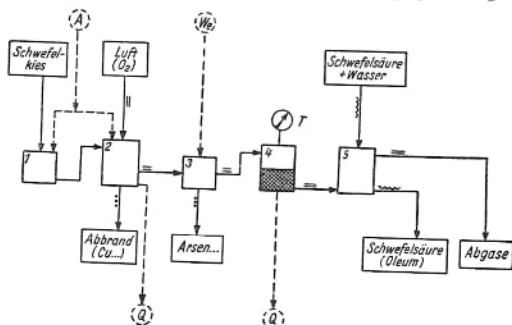 A
We
Schwefel-
kies
Luft
(O₂)
Schwefelsäure
+Wasser
T
1
2
3
4
5
Abbrand
(Cu...)
Arsen...
Schwefelsäure
(Oleum)
Abgase
Q
Q